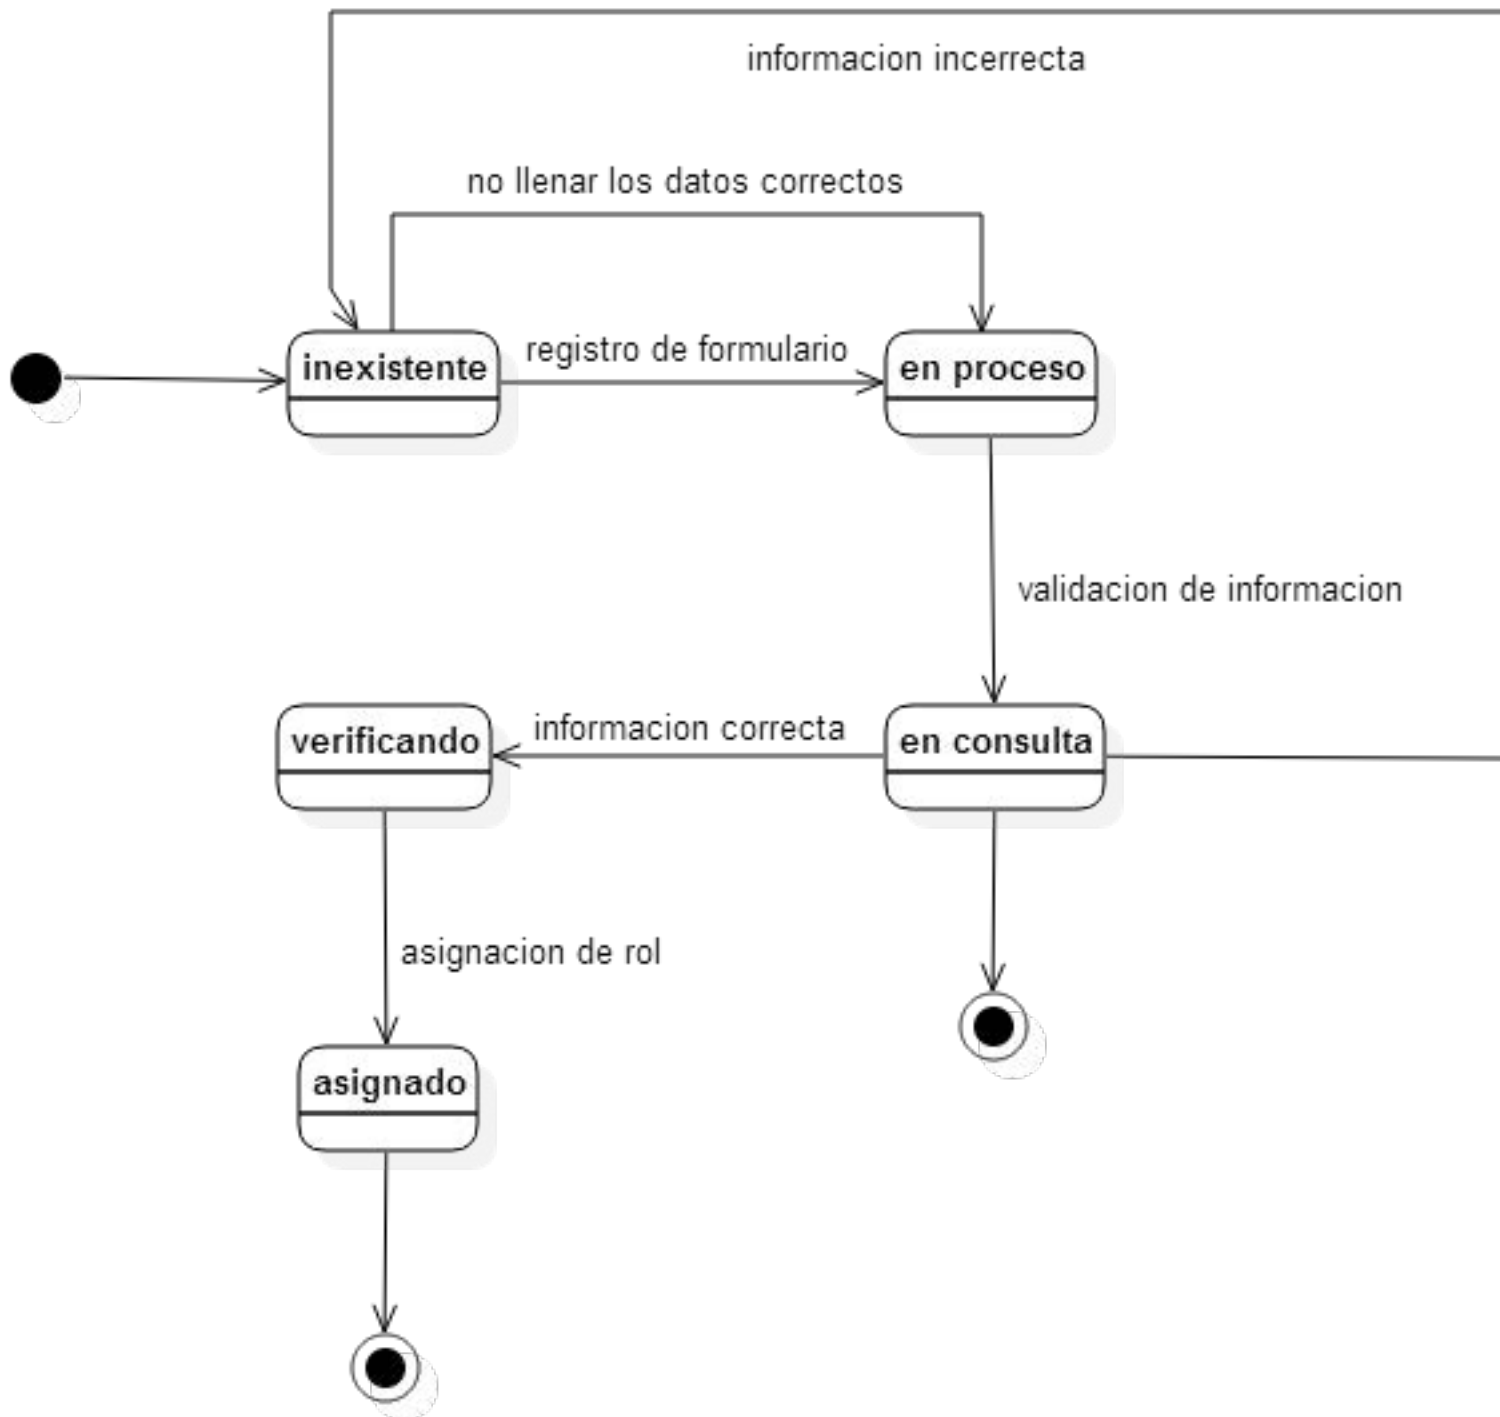 informacion incerrecta
no llenar los datos correctos
inexistente
registro de formulario
en proceso
validacion de informacion
verificando
informacion correcta
en consulta
asignacion de rol
asignado